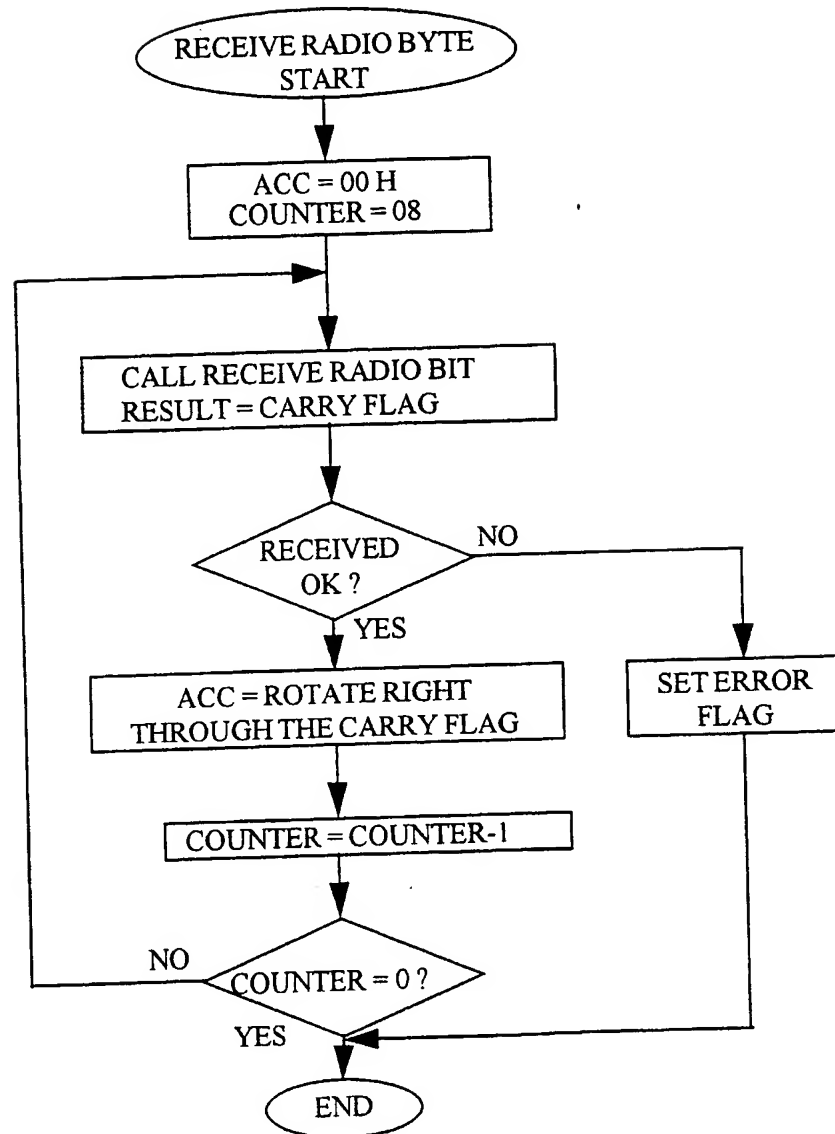 RECEIVE RADIO BYTE
START
ACC = 00 H
COUNTER = 08
CALL RECEIVE RADIO BIT
RESULT = CARRY FLAG
RECEIVED
OK ?
NO
YES
ACC = ROTATE RIGHT
THROUGH THE CARRY FLAG
SET ERROR
FLAG
COUNTER = COUNTER-1
NO
COUNTER = 0 ?
YES
END